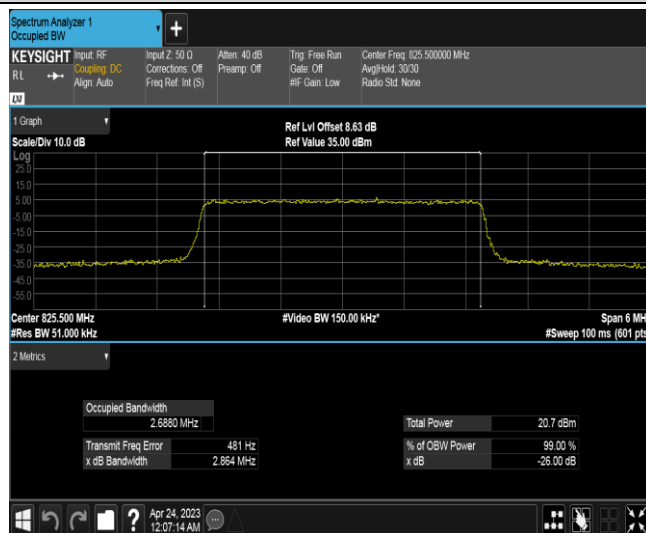 Spectrum Analyzer 1
Occupied BW
+
KEYSIGHT
RL
LXI
Input: RF
Coupling: DC
Align: Auto
Input Z: 50 Ω
Corrections: Off
Freq Ref: Int (S)
Atten: 40 dB
Preamp: Off
Trig: Free Run
Gate: Off
#IF Gain: Low
Center Freq: 825.500000 MHz
Avg|Hold: 30/30
Radio Std: None
1 Graph
Scale/Div 10.0 dB
Ref Lvl Offset 8.63 dB
Ref Value 35.00 dBm
Log
25.0
15.0
5.00
-5.00
-15.0
-25.0
-35.0
-45.0
-55.0
Center 825.500 MHz
#Video BW 150.00 kHz*
Span 6 MH
#Res BW 51.000 kHz
#Sweep 100 ms (601 pts
2 Metrics
Occupied Bandwidth
2.6880 MHz
Total Power 20.7 dBm
Transmit Freq Error 481 Hz
% of OBW Power 99.00 %
x dB Bandwidth 2.864 MHz
x dB -26.00 dB
?
Apr 24, 2023
12:07:14 AM